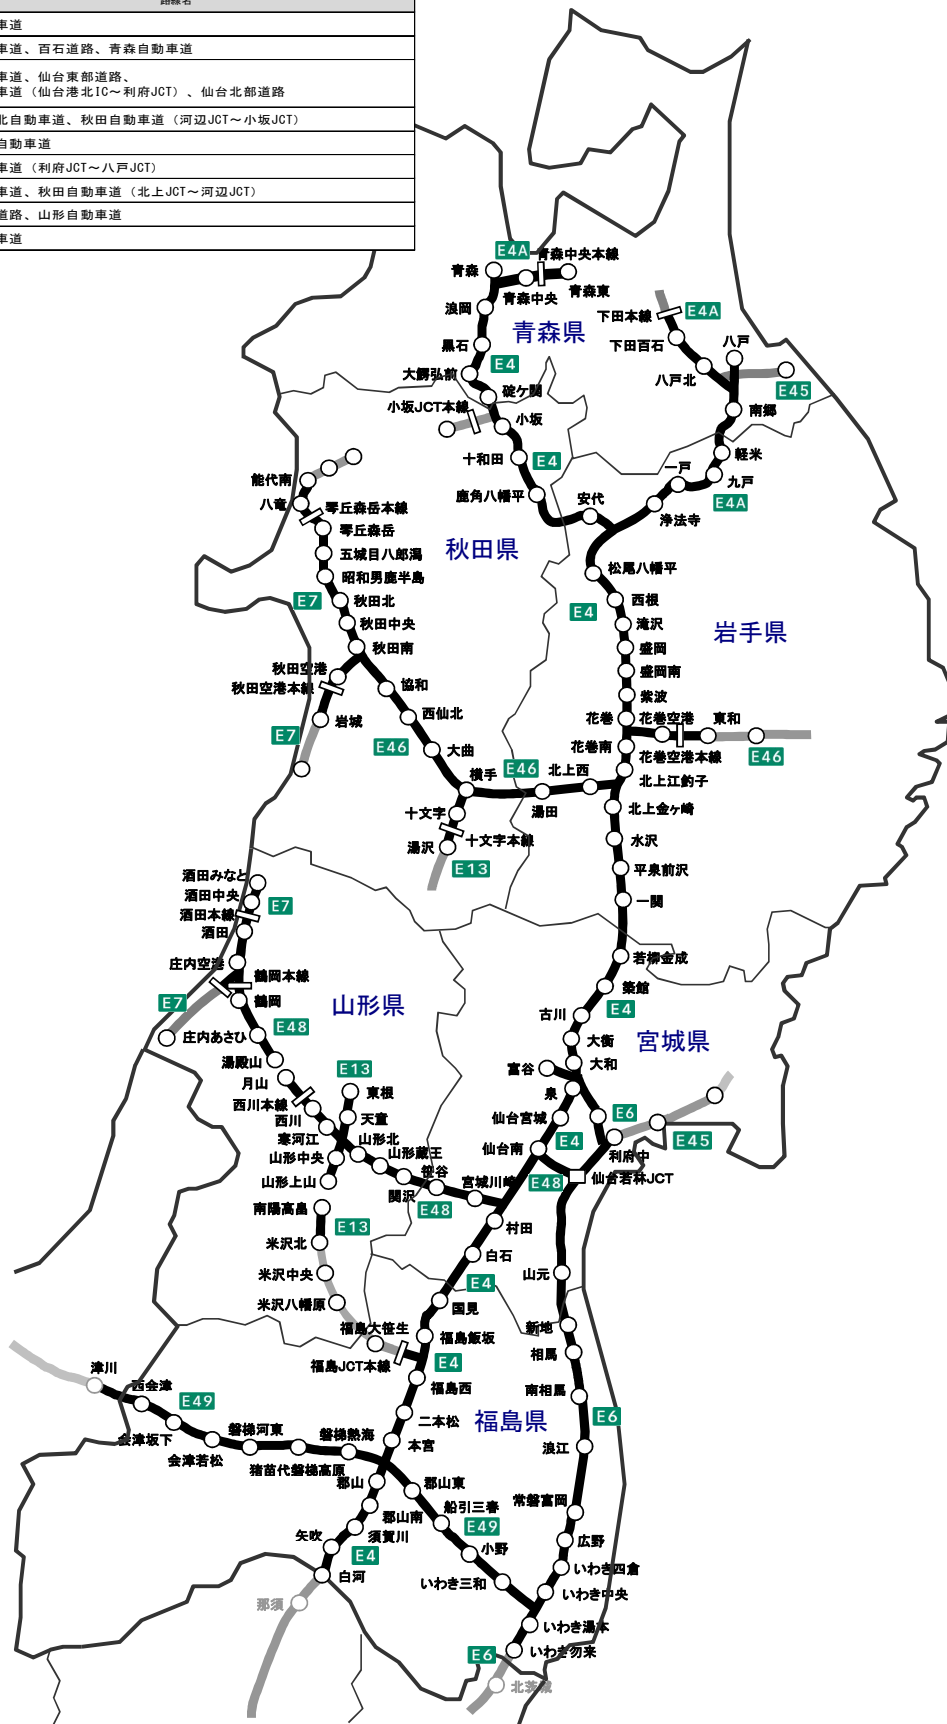 路線名
車道
車道、百石道路、青森自動車道
車道、仙台東部道路、
車道（仙台港北IC～利府JCT）、仙台北部道路
北自動車道、秋田自動車道（河辺JCT～小坂JCT）
自動車道
車道（利府JCT～八戸JCT）
車道、秋田自動車道（北上JCT～河辺JCT）
道路、山形自動車道
車道
E4A
青森中央本線
青森
青森中央
青森東
浪岡
下田本線
E4A
青森県
黒石
下田百石
八戸
E4
大鰐弘前
八戸北
碇ケ関
E45
小坂JCT本線
小坂
南郷
十和田
E4
軽米
一戸
能代南
鹿角八幡平
九戸
安代
E4A
八竜
琴丘森岳本線
浄法寺
琴丘森岳
秋田県
五城目八郎潟
松尾八幡平
昭和男鹿半島
E7
秋田北
E4
西根
秋田中央
滝沢
岩手県
秋田南
盛岡
秋田空港
盛岡南
秋田空港本線
協和
紫波
岩城
西仙北
花巻
花巻空港
東和
E7
E46
大曲
花巻南
花巻空港本線
E46
横手
E46
北上西
北上江釣子
十文字
湯田
北上金ヶ崎
十文字本線
水沢
湯沢
E13
平泉前沢
酒田みなと
酒田中央
E7
一関
酒田本線
酒田
庄内空港
若柳金成
鶴岡本線
築館
E7
鶴岡
山形県
E4
古川
庄内あさひ
E48
大衡
宮城県
湯殿山
大和
月山
E13
富谷
東根
泉
西川本線
西川
天童
仙台宮城
E6
寒河江
山形北
E4
E45
山形中央
山形蔵王
仙台南
利府中
笹谷
山形上山
関沢
宮城川崎
E48
仙台若林JCT
南陽高畠
E48
E13
村田
米沢北
白石
米沢中央
山元
E4
米沢八幡原
国見
福島大笹生
新地
福島飯坂
相馬
福島JCT本線
E4
津川
福島西
南相馬
西会津
E49
二本松
福島県
E6
会津坂下
磐梯河東
磐梯熱海
本宮
浪江
会津若松
猪苗代磐梯高原
郡山
郡山東
郡山南
船引三春
常磐富岡
矢吹
須賀川
E49
広野
E4
小野
白河
いわき三和
いわき四倉
那須
いわき中央
いわき湯本
E6
いわき勿来
北茨城